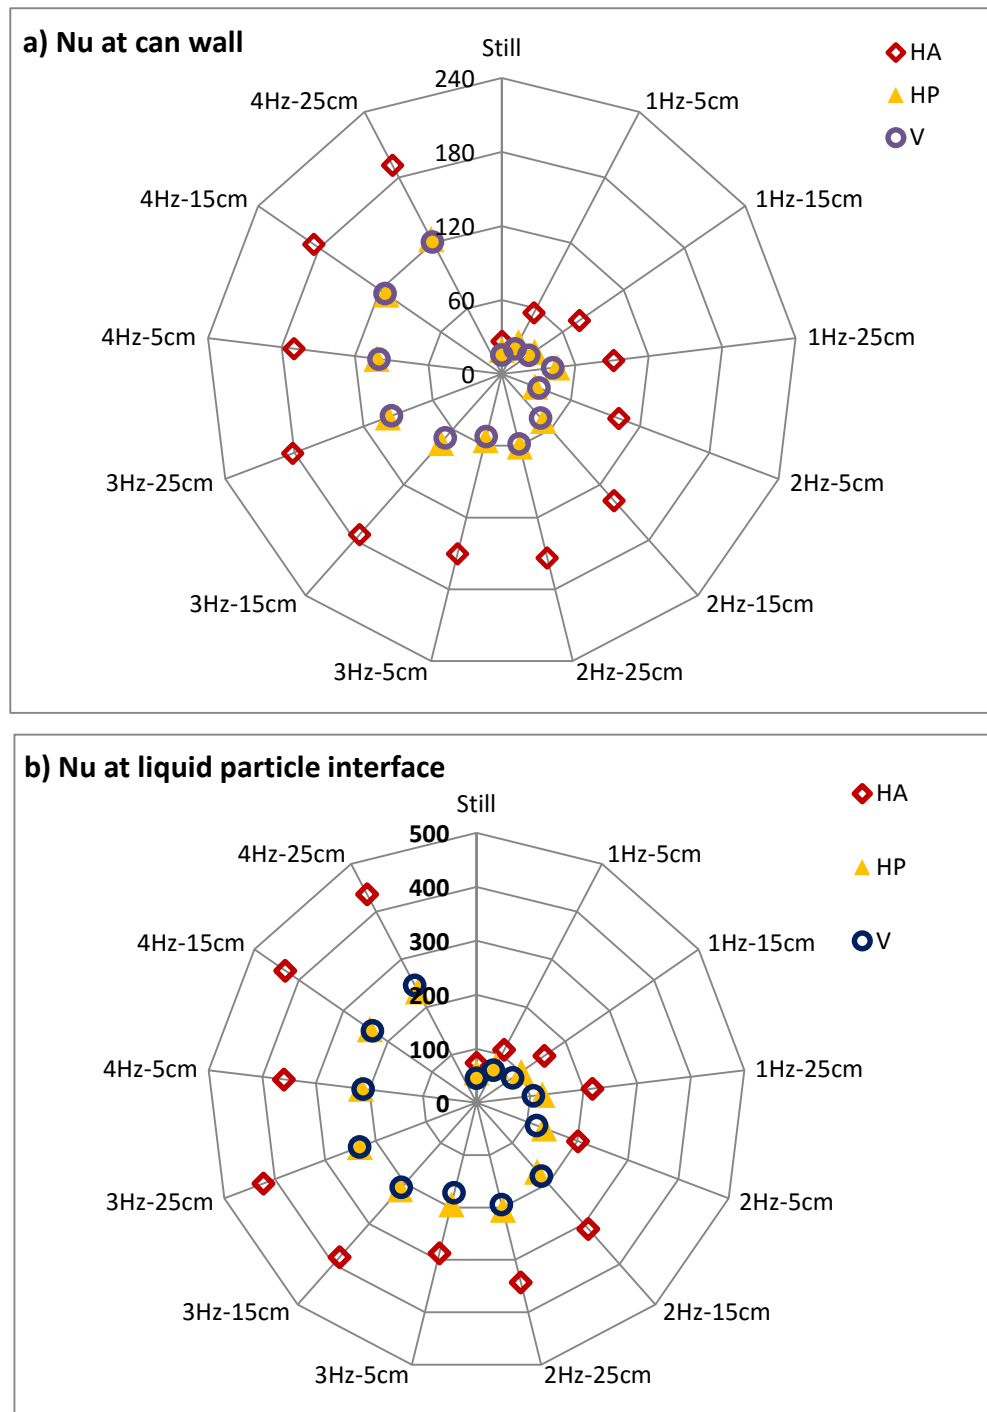 a) Nu at can wall
Still
HA
HP
V
240
180
120
60
0
1Hz-5cm
1Hz-15cm
1Hz-25cm
2Hz-5cm
2Hz-15cm
2Hz-25cm
3Hz-5cm
3Hz-15cm
3Hz-25cm
4Hz-5cm
4Hz-15cm
4Hz-25cm
b) Nu at liquid particle interface
Still
HA
HP
V
500
400
300
200
100
0
1Hz-5cm
1Hz-15cm
1Hz-25cm
2Hz-5cm
2Hz-15cm
2Hz-25cm
3Hz-5cm
3Hz-15cm
3Hz-25cm
4Hz-5cm
4Hz-15cm
4Hz-25cm